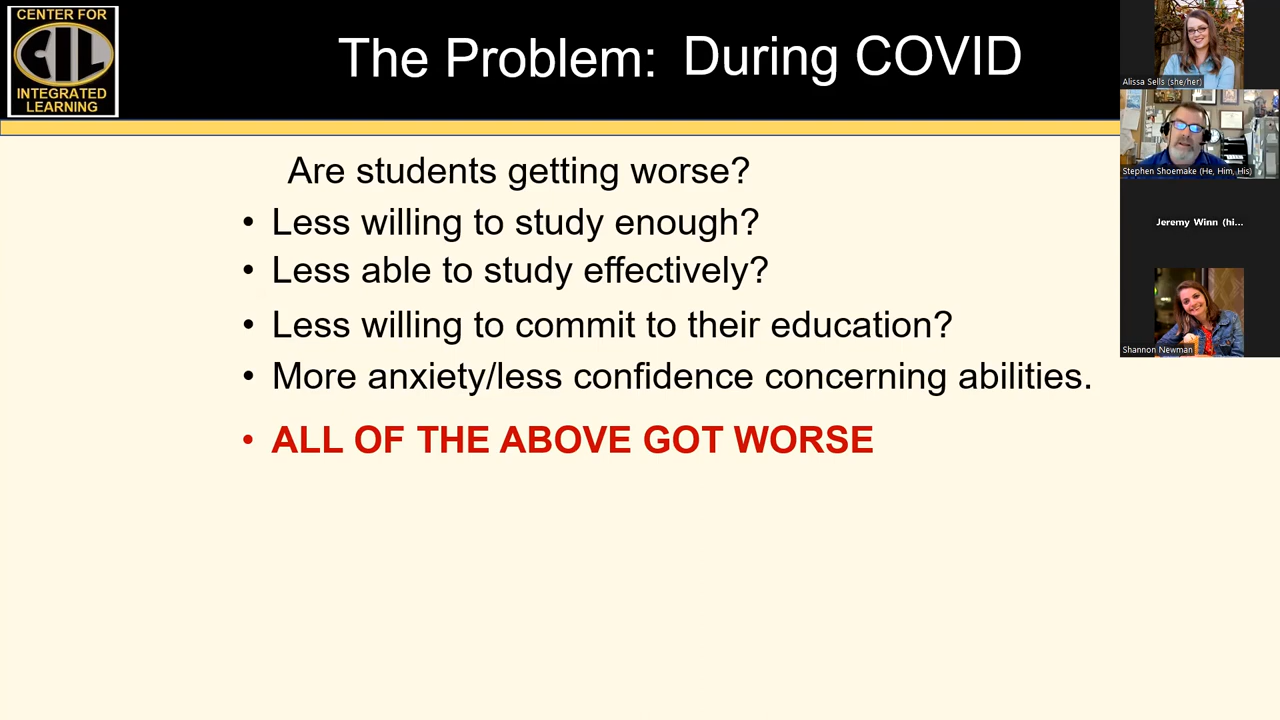 CENTER FOR
CIL
INTEGRATED
LEARNING
The Problem: During COVID
Are students getting worse?
• Less willing to study enough?
• Less able to study effectively?
• Less willing to commit to their education?
• More anxiety/less confidence concerning abilities.
• ALL OF THE ABOVE GOT WORSE
Alissa Sells (she/her)
Stephen Shoemake (He, Him, His)
Jeremy Winn (hi...
Shannon Newman